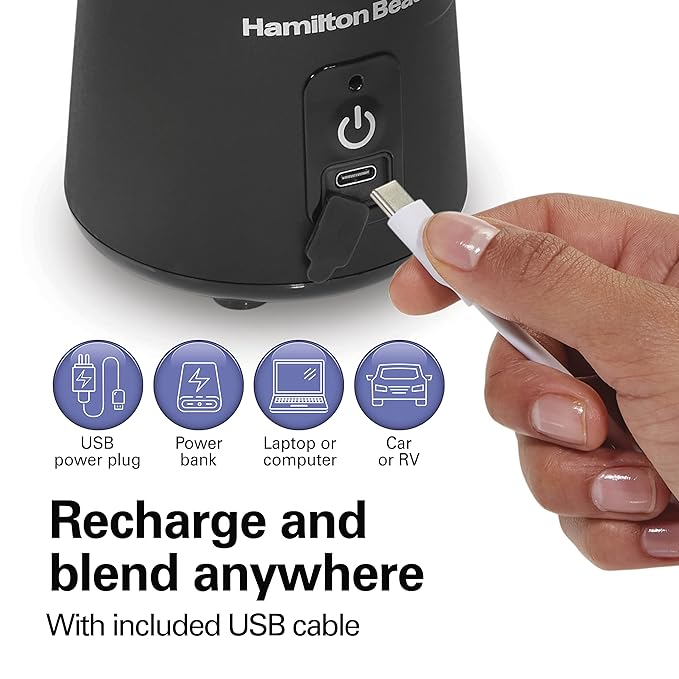 Hamilton Bea
USB
power plug
Power
bank
Laptop or
computer
Car
or RV
Recharge and
blend anywhere
With included USB cable